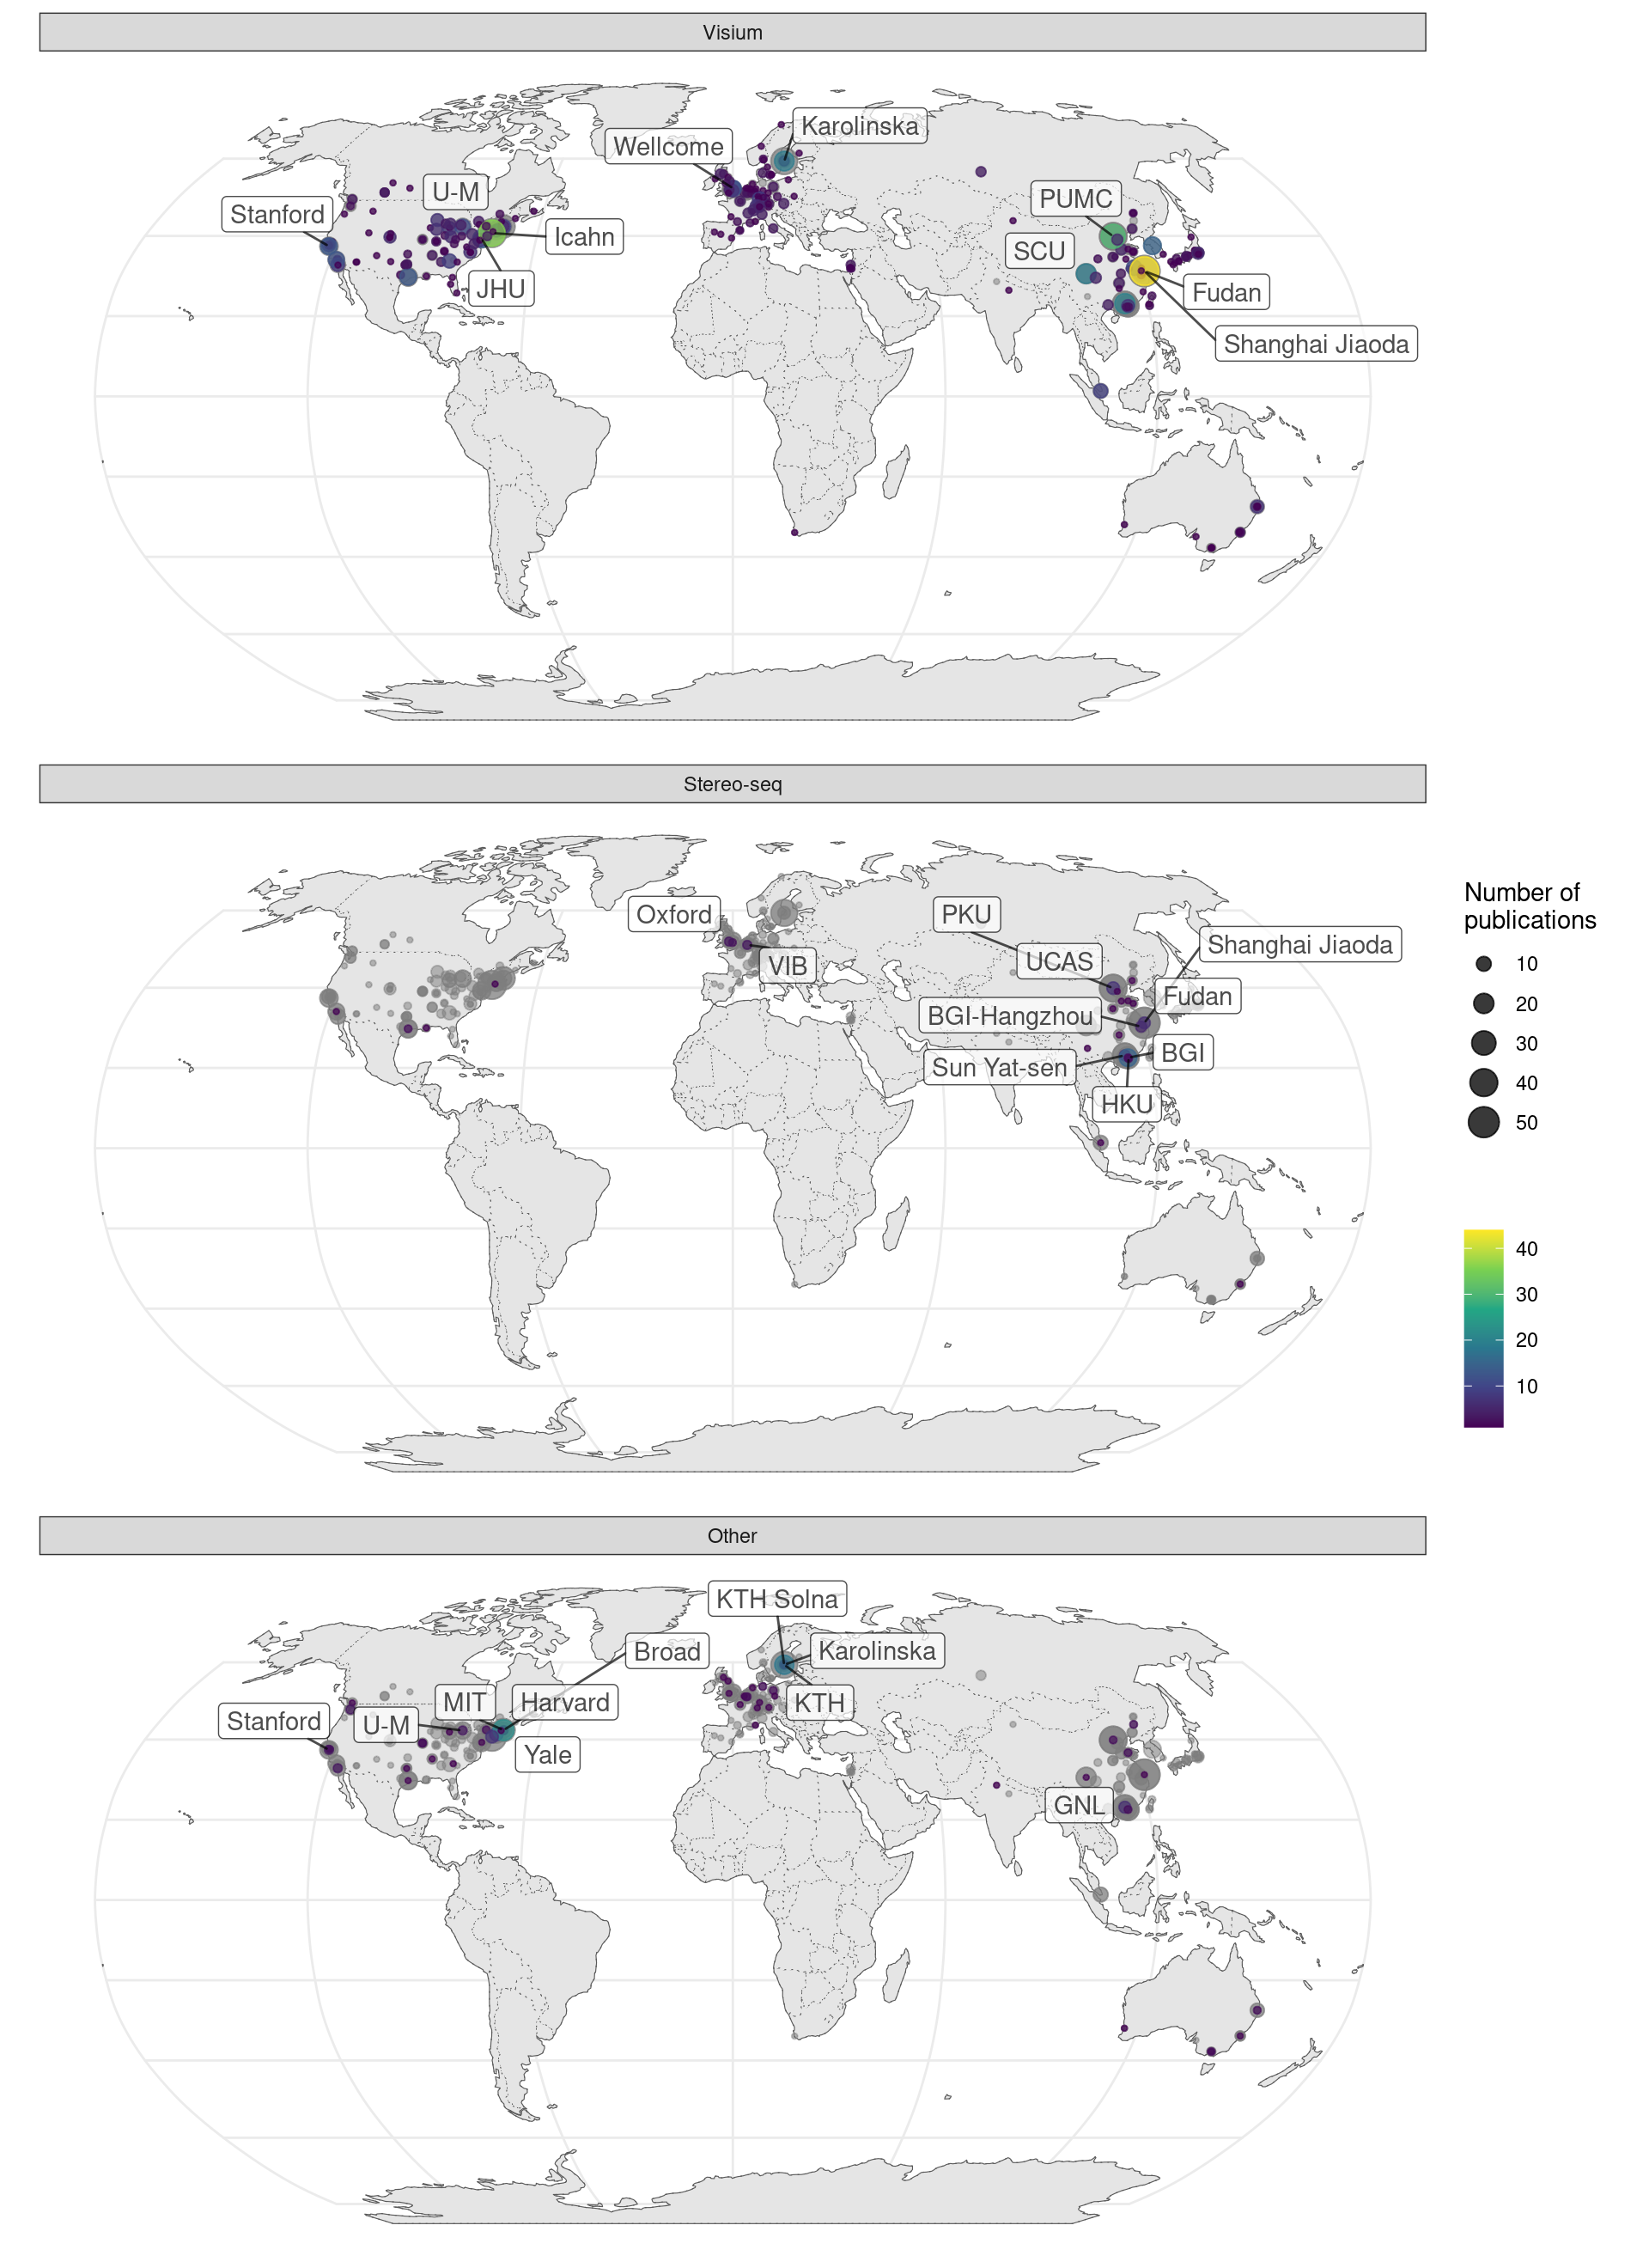 Visium
Karolinska
Wellcome
U-M
PUMC
Stanford
Icahn
SCU
JHU
Fudan
Shanghai Jiaoda
Stereo-seq
Number of
publications
10
20
30
40
50
Oxford
PKU
Shanghai Jiaoda
VIB
UCAS
Fudan
BGI-Hangzhou
BGI
Sun Yat-sen
HKU
40
30
20
10
Other
KTH Solna
Broad
Karolinska
MIT
Harvard
KTH
Stanford
U-M
Yale
GNL